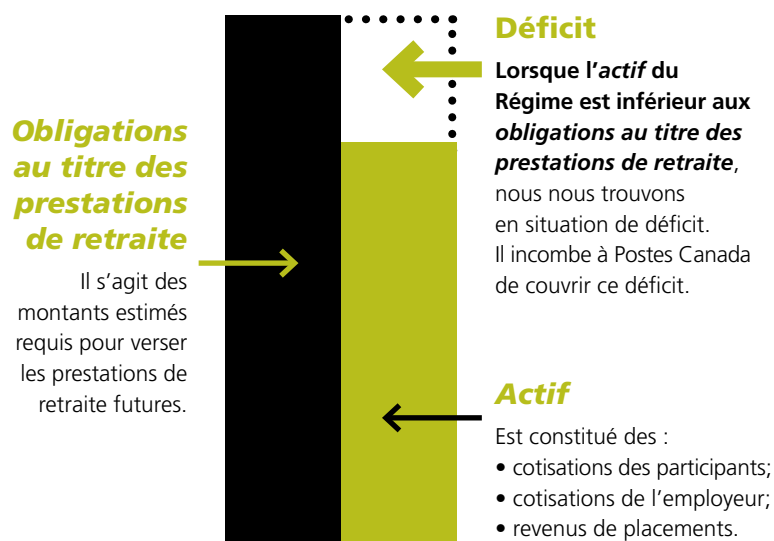 Obligations
au titre des
prestations
de retraite
Il s’agit des
montants estimés
requis pour verser
les prestations de
retraite futures.
Déficit
Lorsque l’actif du
Régime est inférieur aux
obligations au titre des
prestations de retraite,
nous nous trouvons
en situation de déficit.
Il incombe à Postes Canada
de couvrir ce déficit.
Actif
Est constitué des :
• cotisations des participants;
• cotisations de l’employeur;
• revenus de placements.